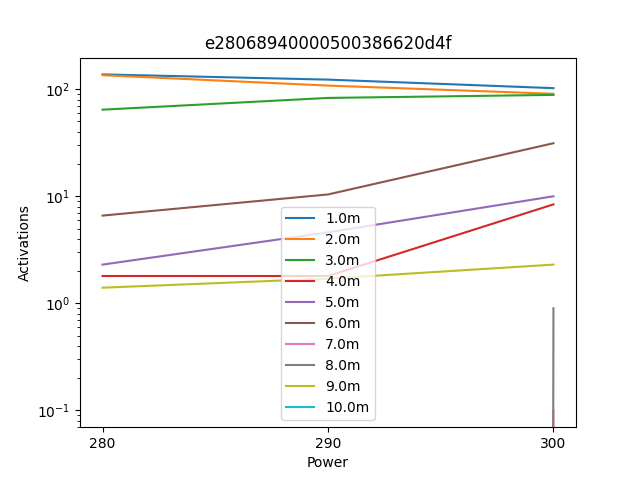 e28068940000500386620d4f
Activations
10²
10¹
10⁰
10⁻¹
1.0m
2.0m
3.0m
4.0m
5.0m
6.0m
7.0m
8.0m
9.0m
10.0m
280 290 300
Power